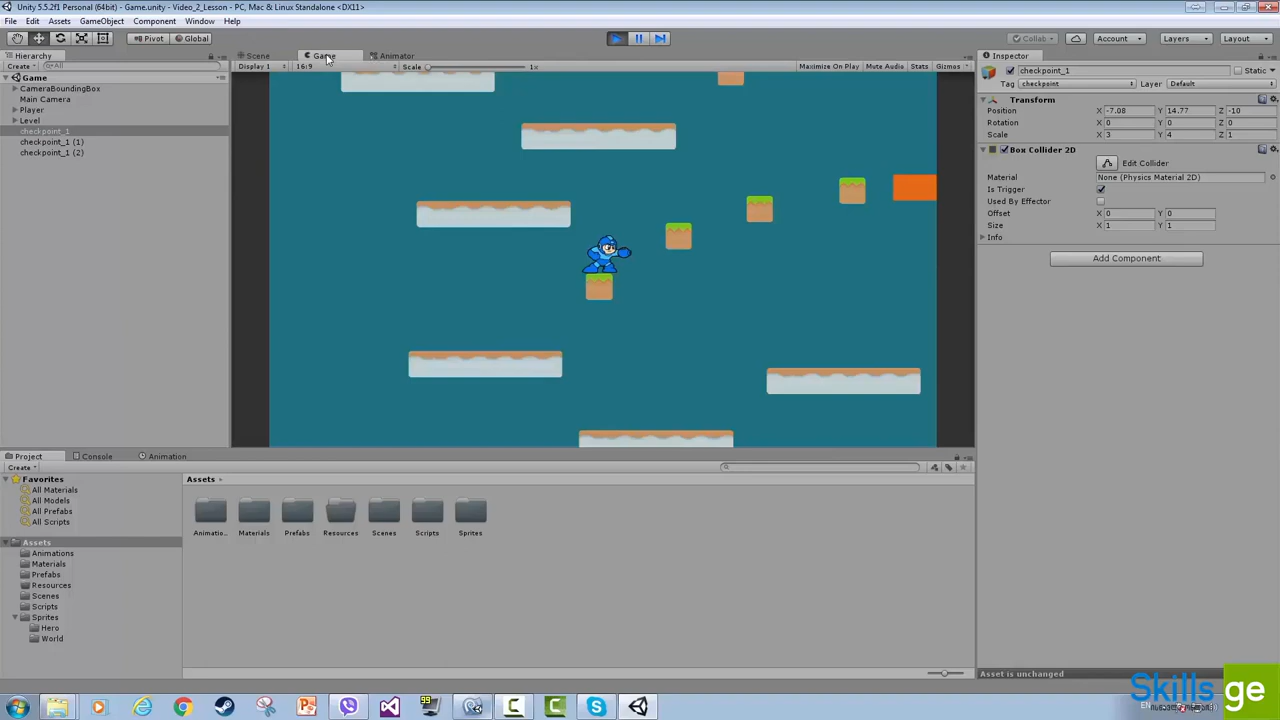 Unity 5.5.2f1 Personal (64bit) - Game.unity - Video_2_Lesson - PC, Mac & Linux Standalone <DX11>
File Edit Assets GameObject Component Window Help
Pivot Global Collab Account Layers Layout
Hierarchy
Create All
Game
CameraBoundingBox
Main Camera
Player
Level
checkpoint_1
checkpoint_1 (1)
checkpoint_1 (2)
Scene Game Animator
Display 1 16:9 Scale 1x Maximize On Play Mute Audio Stats Gizmos
Inspector
checkpoint_1 Static
Tag checkpoint Layer Default
Transform
Position X -7.08 Y 14.77 Z -10
Rotation X 0 Y 0 Z 0
Scale X 3 Y 4 Z 1
Box Collider 2D
Edit Collider
Material None (Physics Material 2D)
Is Trigger
Used By Effector
Offset X 0 Y 0
Size X 1 Y 1
Info
Add Component
Project Console Animation
Create
Favorites
All Materials
All Models
All Prefabs
All Scripts
Assets
Animations
Materials
Prefabs
Resources
Scenes
Scripts
Sprites
Hero
World
Assets
Animatio... Materials Prefabs Resources Scenes Scripts Sprites
Asset is unchanged
99
Skills ge